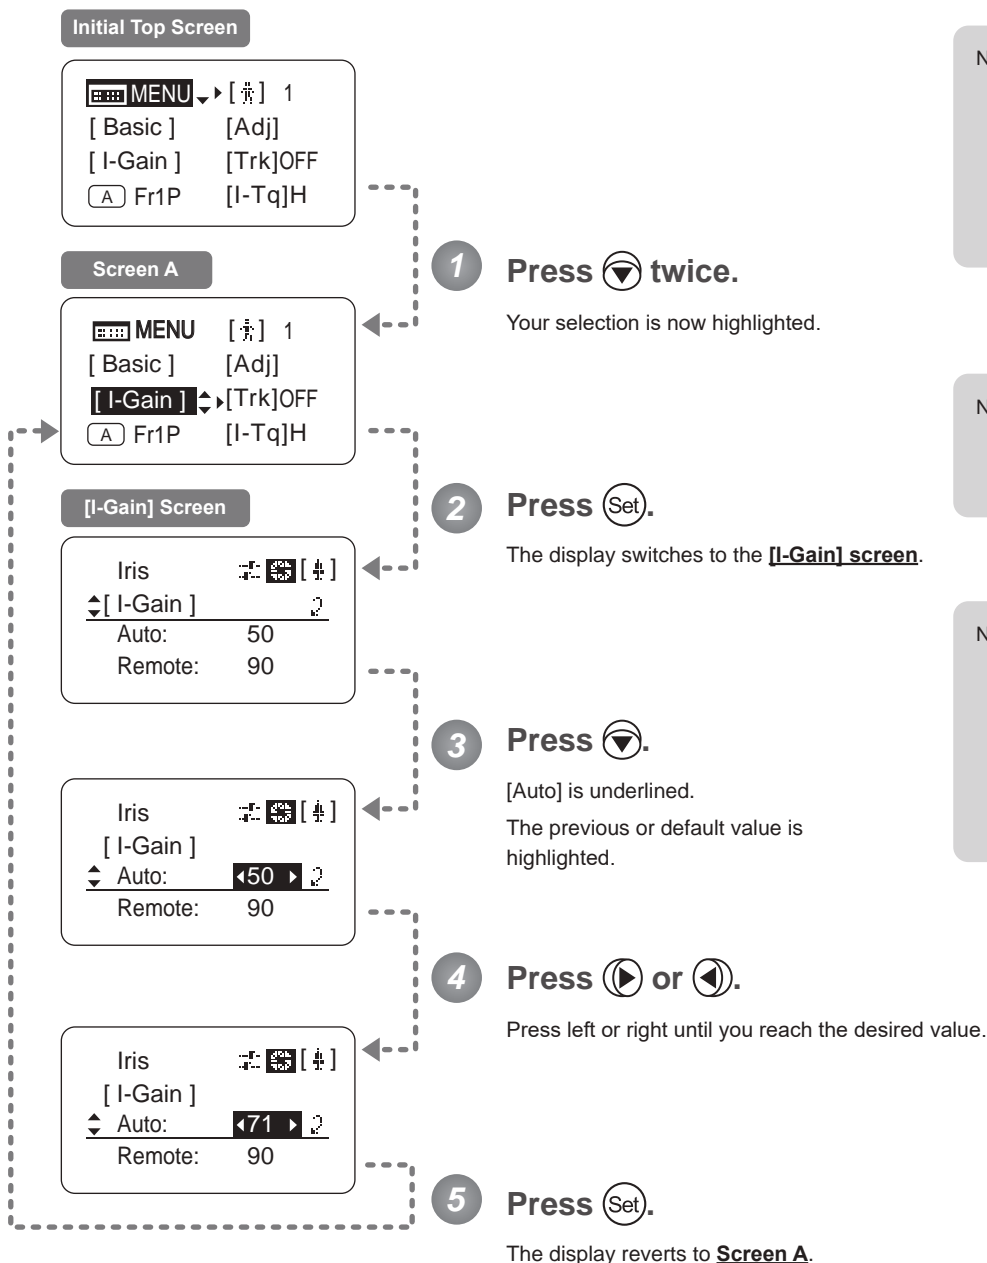 Initial Top Screen
MENU [ ] 1
[ Basic ] [Adj]
[ I-Gain ] [Trk]OFF
A Fr1P [I-Tq]H
1 Press twice.
Your selection is now highlighted.
Screen A
MENU [ ] 1
[ Basic ] [Adj]
[ I-Gain ] [Trk]OFF
A Fr1P [I-Tq]H
2 Press Set.
The display switches to the [I-Gain] screen.
[I-Gain] Screen
Iris [ ]
[ I-Gain ]
Auto: 50
Remote: 90
3 Press .
[Auto] is underlined.
The previous or default value is
highlighted.
Iris [ ]
[ I-Gain ]
Auto: 50
Remote: 90
4 Press or .
Press left or right until you reach the desired value.
Iris [ ]
[ I-Gain ]
Auto: 71
Remote: 90
5 Press Set.
The display reverts to Screen A.